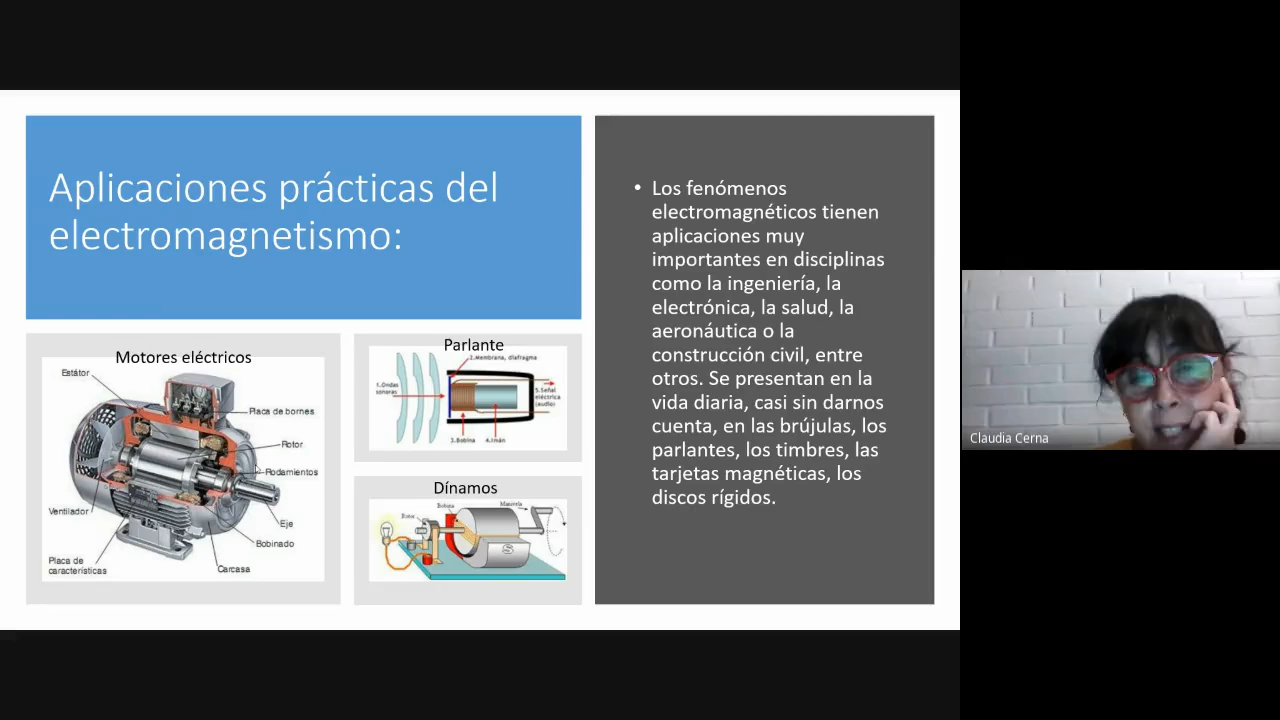 Aplicaciones prácticas del
electromagnetismo:
Motores eléctricos
Estátor
Placa de bornes
Rotor
Rodamientos
Ventilador
Eje
Bobinado
Placa de
características
Carcasa
Parlante
2.Membrana, diafragma
1.Ondas
sonoras
5.Señal
eléctrica
(audio)
3.Bobina
4.Imán
Dínamos
Bobina
Manivela
S
• Los fenómenos
electromagnéticos tienen
aplicaciones muy
importantes en disciplinas
como la ingeniería, la
electrónica, la salud, la
aeronáutica o la
construcción civil, entre
otros. Se presentan en la
vida diaria, casi sin darnos
cuenta, en las brújulas, los
parlantes, los timbres, las
tarjetas magnéticas, los
discos rígidos.
Claudia Cerna